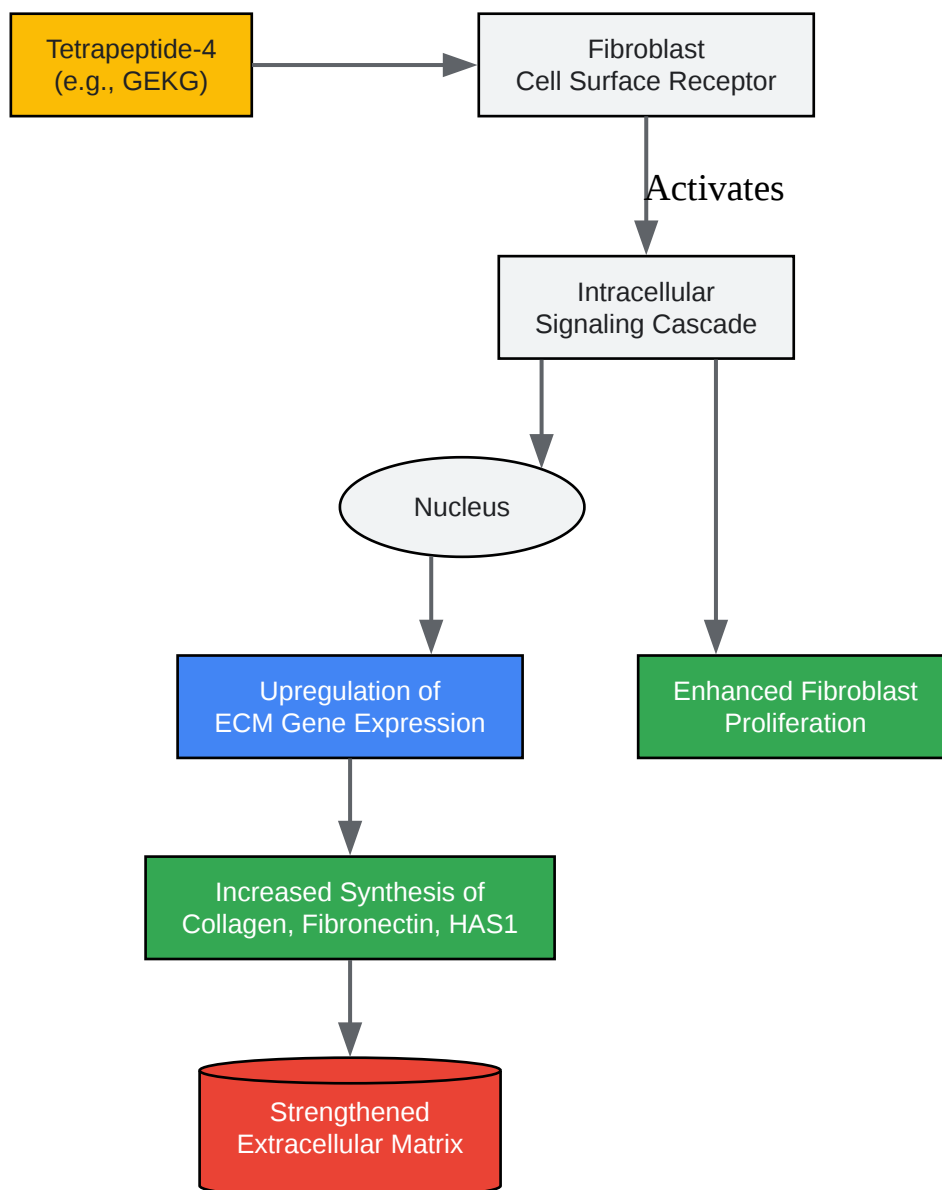 Tetrapeptide-4
(e.g., GEKG)
Fibroblast
Cell Surface Receptor
Activates
Intracellular
Signaling Cascade
Nucleus
Upregulation of
ECM Gene Expression
Enhanced Fibroblast
Proliferation
Increased Synthesis of
Collagen, Fibronectin, HAS1
Strengthened
Extracellular Matrix